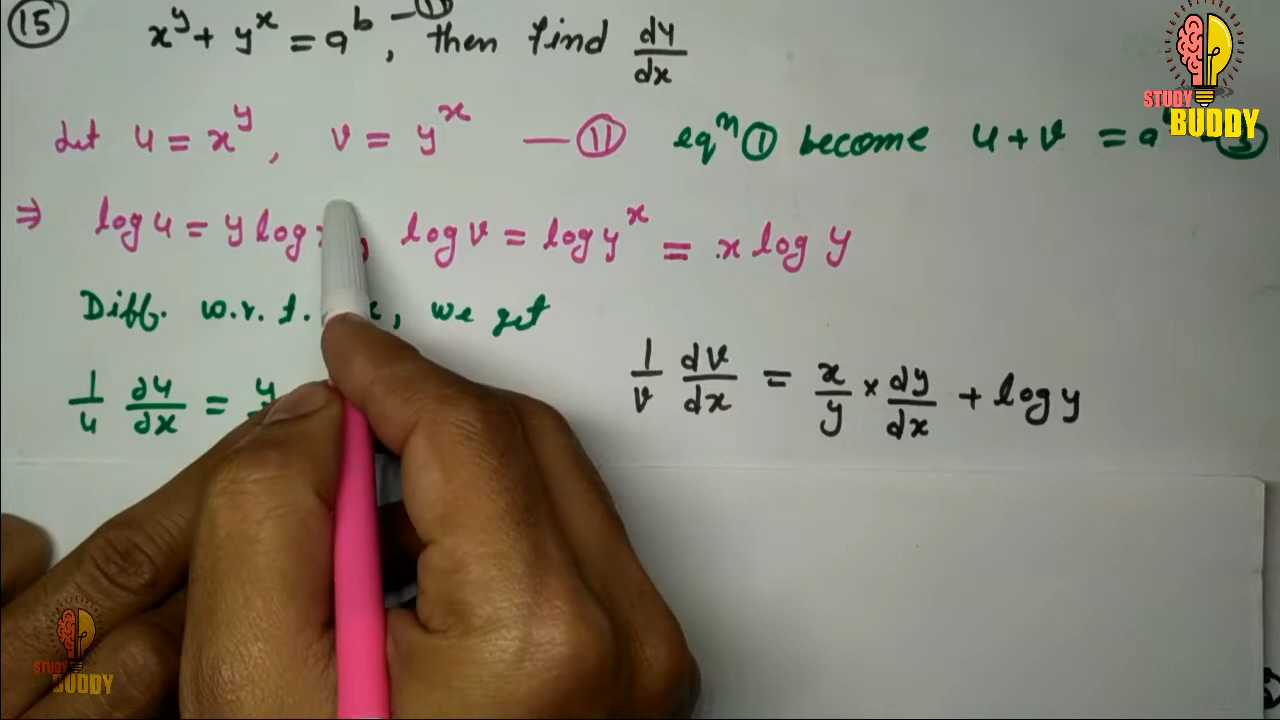 15 x^y + y^x = a^b, — 1 then find dy/dx
Let u = x^y, v = y^x — 11 eq^n 1 become u + v = a
⇒ log u = y log log v = log y^x = x log y
Diff. w.r.t. x, we get
1/u du/dx = y 1/v dv/dx = x/y × dy/dx + log y
STUDY BUDDY
STUDY BUDDY